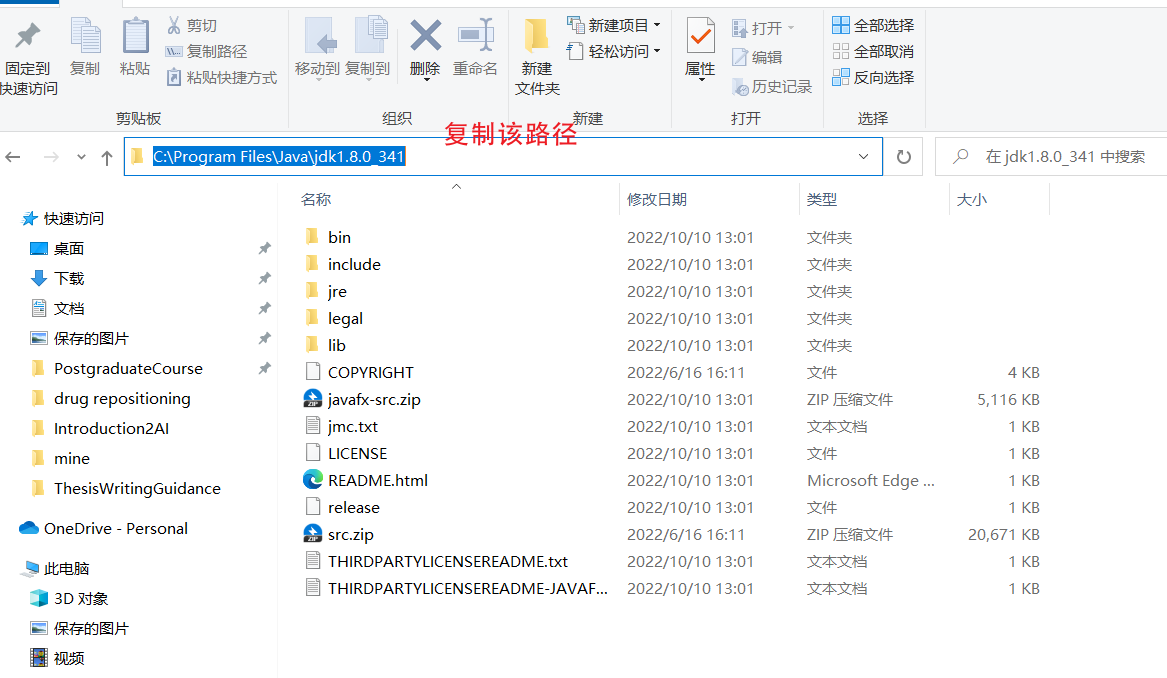 固定到
快速访问
复制
粘贴
剪切
复制路径
粘贴快捷方式
剪贴板
移动到
复制到
删除
重命名
组织
新建
文件夹
新建项目
轻松访问
新建
属性
打开
编辑
历史记录
打开
全部选择
全部取消
反向选择
选择
复制该路径
C:\Program Files\Java\jdk1.8.0_341
在 jdk1.8.0_341 中搜索
快速访问
桌面
下载
文档
保存的图片
PostgraduateCourse
drug repositioning
Introduction2AI
mine
ThesisWritingGuidance
OneDrive - Personal
此电脑
3D 对象
保存的图片
视频
名称 修改日期 类型 大小
bin 2022/10/10 13:01 文件夹
include 2022/10/10 13:01 文件夹
jre 2022/10/10 13:01 文件夹
legal 2022/10/10 13:01 文件夹
lib 2022/10/10 13:01 文件夹
COPYRIGHT 2022/6/16 16:11 文件 4 KB
javafx-src.zip 2022/10/10 13:01 ZIP 压缩文件 5,116 KB
jmc.txt 2022/10/10 13:01 文本文档 1 KB
LICENSE 2022/10/10 13:01 文件 1 KB
README.html 2022/10/10 13:01 Microsoft Edge ... 1 KB
release 2022/10/10 13:01 文件 1 KB
src.zip 2022/6/16 16:11 ZIP 压缩文件 20,671 KB
THIRDPARTYLICENSEREADME.txt 2022/10/10 13:01 文本文档 1 KB
THIRDPARTYLICENSEREADME-JAVAF... 2022/10/10 13:01 文本文档 1 KB